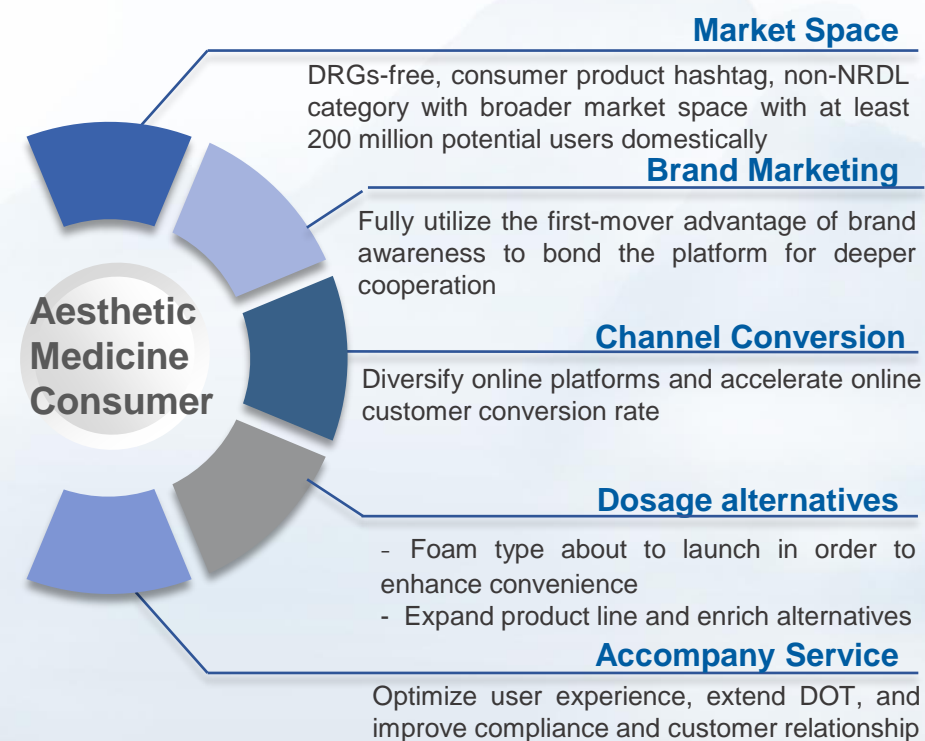 Market Space
DRGs-free, consumer product hashtag, non-NRDL
category with broader market space with at least
200 million potential users domestically
Brand Marketing
Fully utilize the first-mover advantage of brand
awareness to bond the platform for deeper
cooperation
Aesthetic
Medicine
Consumer
Channel Conversion
Diversify online platforms and accelerate online
customer conversion rate
Dosage alternatives
- Foam type about to launch in order to
enhance convenience
- Expand product line and enrich alternatives
Accompany Service
Optimize user experience, extend DOT, and
improve compliance and customer relationship